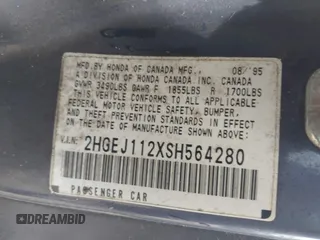 MFD. BY HONDA OF CANADA MFG., 08/'95
A DIVISION OF HONDA CANADA INC. CANADA
GVWR 3490LBS GAWR F 1855LBS R 1700LBS
THIS VEHICLE CONFORMS TO ALL APPLICABLE
FEDERAL MOTOR VEHICLE SAFETY, BUMPER,
AND THEFT PREVENTION STANDARDS IN EFFECT ON
THE DATE OF MANUFACTURE SHOWN ABOVE.
V.I.N.: 2HGEJ112XSH564280
PASSENGER CAR
© AUTOBIDMASTER
DREAMBID